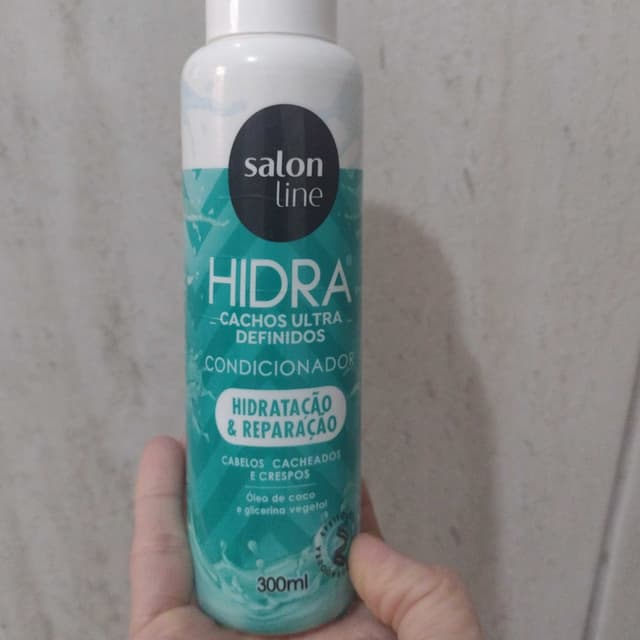 salon
line
HIDRA
CACHOS ULTRA
DEFINIDOS
CONDICIONADOR
HIDRATAÇÃO
& REPARAÇÃO
CABELOS CACHEADOS
E CRESPOS
Óleo de coco
e glicerina vegetal
300ml